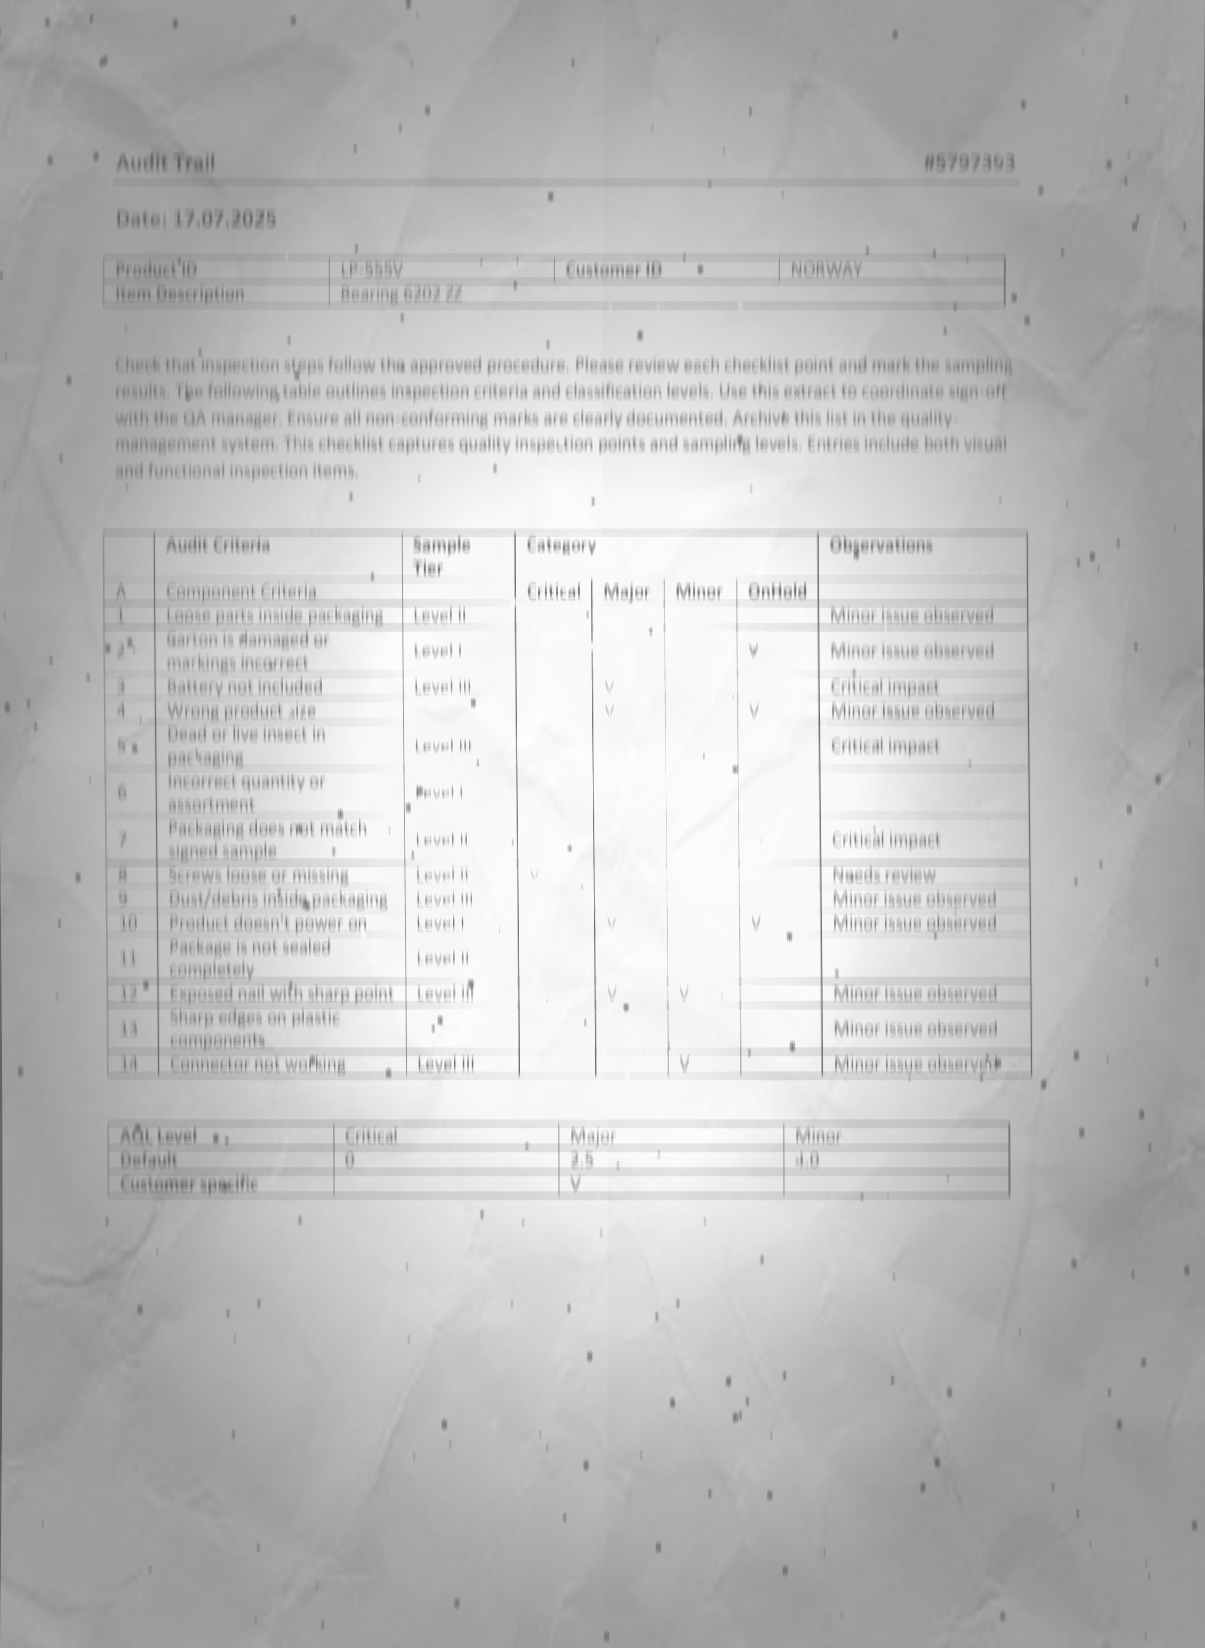 Audit Trail #5797393
Date: 17.07.2025
Product ID LP-555V Customer ID NORWAY
Item Description Bearing 6202 ZZ
Check that inspection steps follow the approved procedure. Please review each checklist point and mark the sampling
results. The following table outlines inspection criteria and classification levels. Use this extract to coordinate sign-off
with the QA manager. Ensure all non-conforming marks are clearly documented. Archive this list in the quality
management system. This checklist captures quality inspection points and sampling levels. Entries include both visual
and functional inspection items.
Audit Criteria Sample Category Observations
Tier
A Component Criteria Critical Major Minor OnHold
1 Loose parts inside packaging Level II Minor issue observed
2 Garton is damaged or
markings incorrect Level I V Minor issue observed
3 Battery not included Level III V Critical impact
4 Wrong product size V V Minor issue observed
5 Dead or live insect in
packaging Level III Critical impact
6 Incorrect quantity or
assortment Level I
7 Packaging does not match
signed sample Level II Critical impact
8 Screws loose or missing Level II V Needs review
9 Dust/debris inside packaging Level III Minor issue observed
10 Product doesn't power on Level I V V Minor issue observed
11 Package is not sealed
completely Level II
12 Exposed nail with sharp point Level III V V Minor issue observed
13 Sharp edges on plastic
components Minor issue observed
14 Connector not working Level III V Minor issue observed
AQL Level Critical Major Minor
Default 0 2.5 4.0
Customer specific V